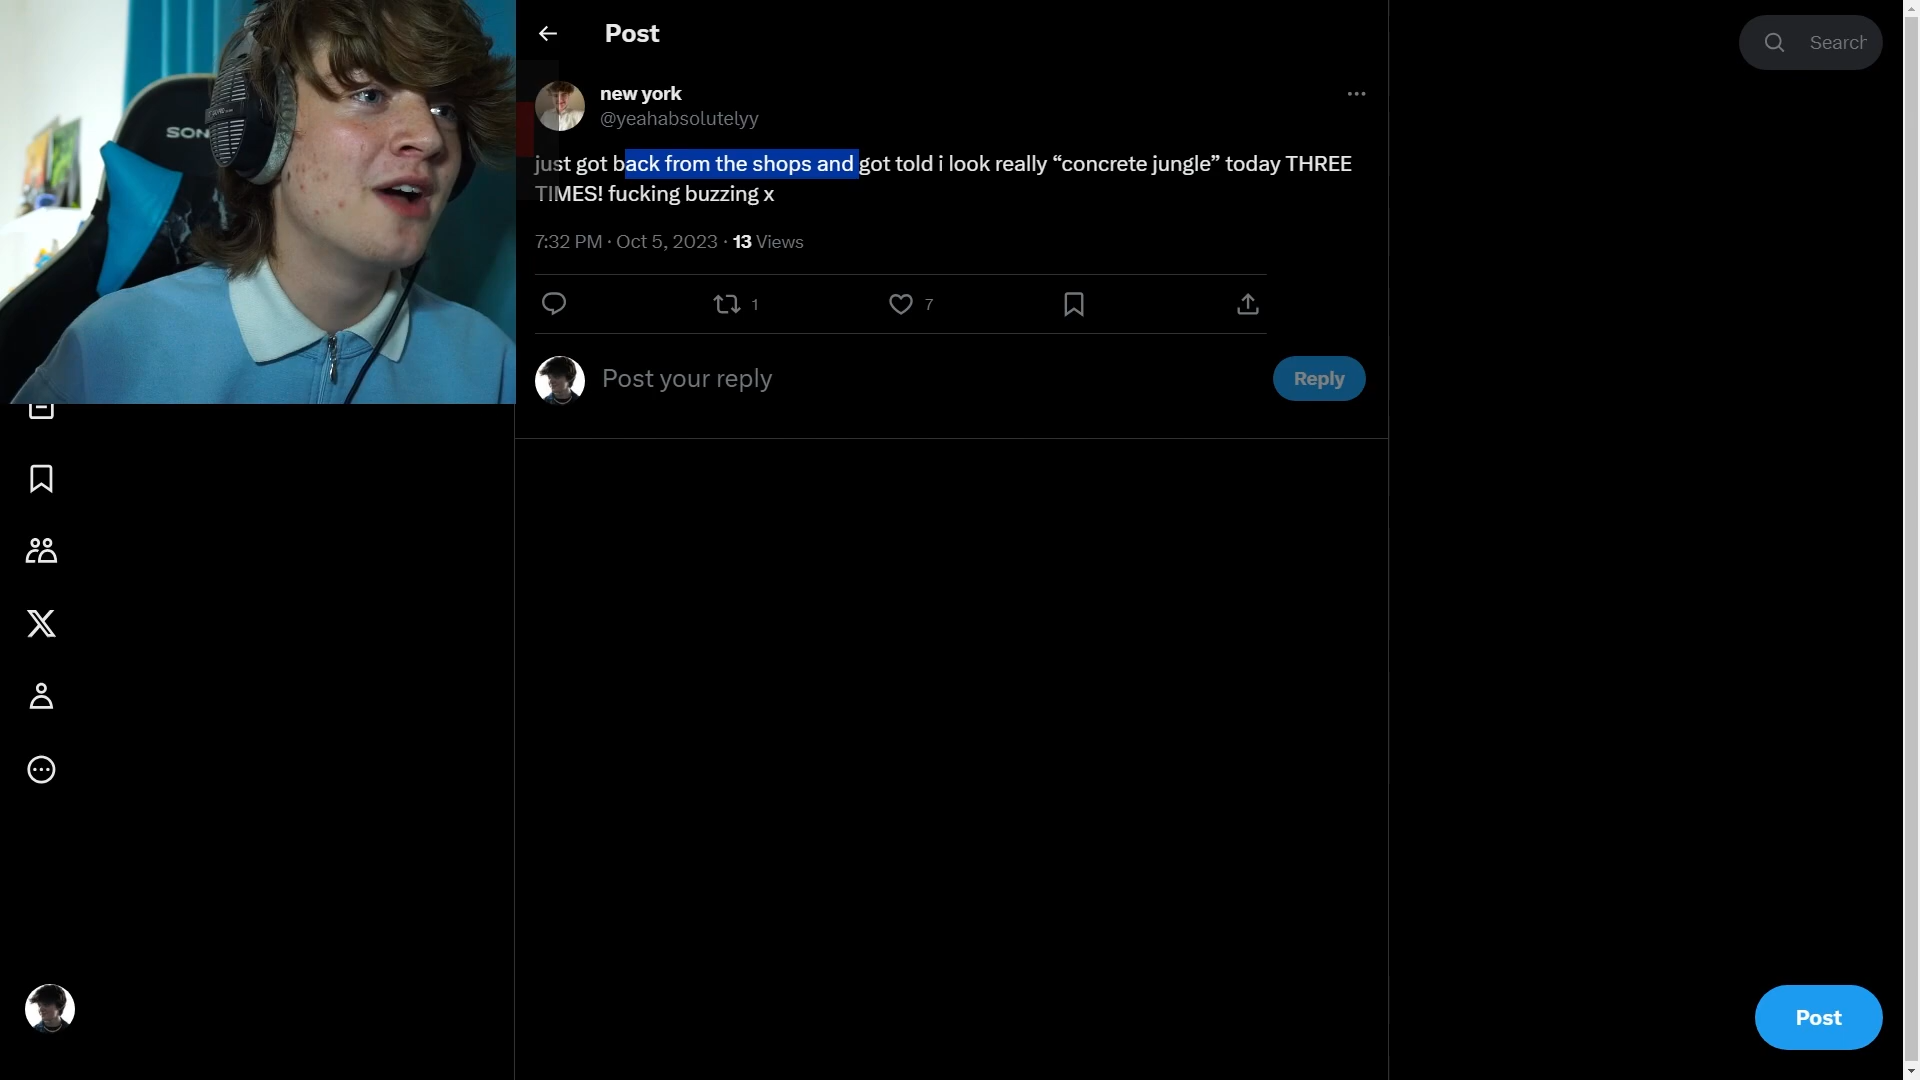 Post
Search
new york
@yeahabsolutelyy
just got back from the shops and got told i look really “concrete jungle” today THREE
TIMES! fucking buzzing x
7:32 PM · Oct 5, 2023 · 13 Views
1
7
Post your reply
Reply
Post
SON